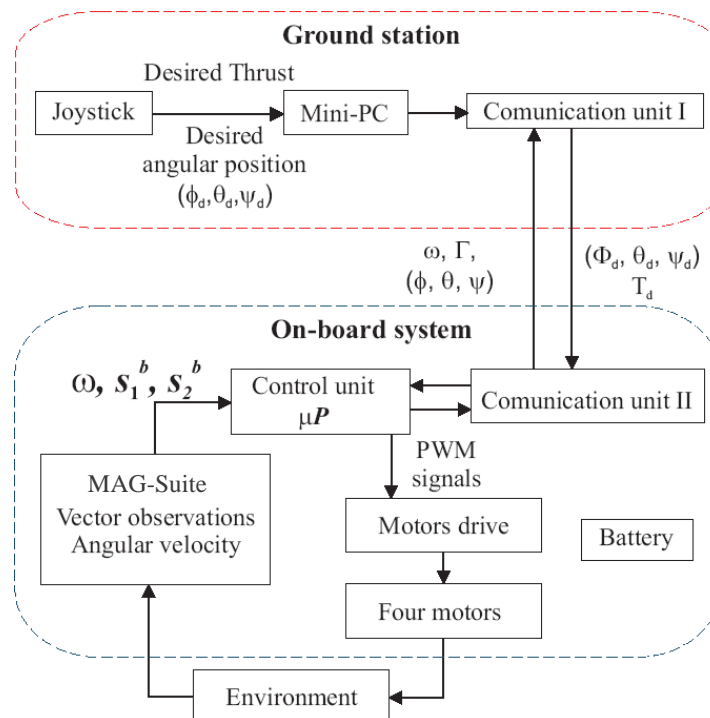 Ground station
Desired Thrust
Joystick
Mini-PC
Comunication unit I
Desired
angular position
(ϕd,θd,ψd)
ω, Γ,
(ϕ, θ, ψ)
(Φd, θd, ψd)
Td
On-board system
ω, s1b, s2b
Control unit
μP
Comunication unit II
PWM
signals
MAG-Suite
Vector observations
Angular velocity
Motors drive
Battery
Four motors
Environment